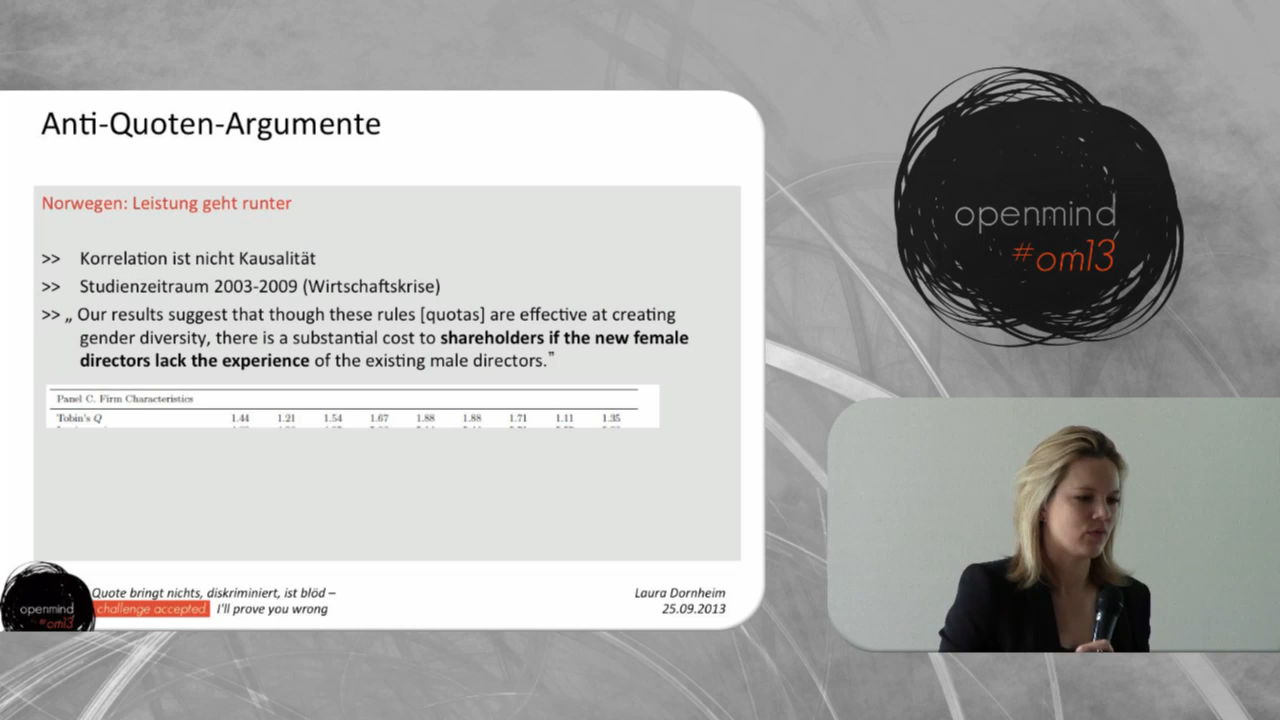 Anti-Quoten-Argumente
Norwegen: Leistung geht runter
>> Korrelation ist nicht Kausalität
>> Studienzeitraum 2003-2009 (Wirtschaftskrise)
>> „ Our results suggest that though these rules [quotas] are effective at creating
gender diversity, there is a substantial cost to shareholders if the new female
directors lack the experience of the existing male directors.”
Panel C. Firm Characteristics
Tobin's Q 1.44 1.21 1.54 1.67 1.88 1.88 1.71 1.11 1.35
Quote bringt nichts, diskriminiert, ist blöd –
challenge accepted I'll prove you wrong
Laura Dornheim
25.09.2013
openmind
#om13
openmind
#om13